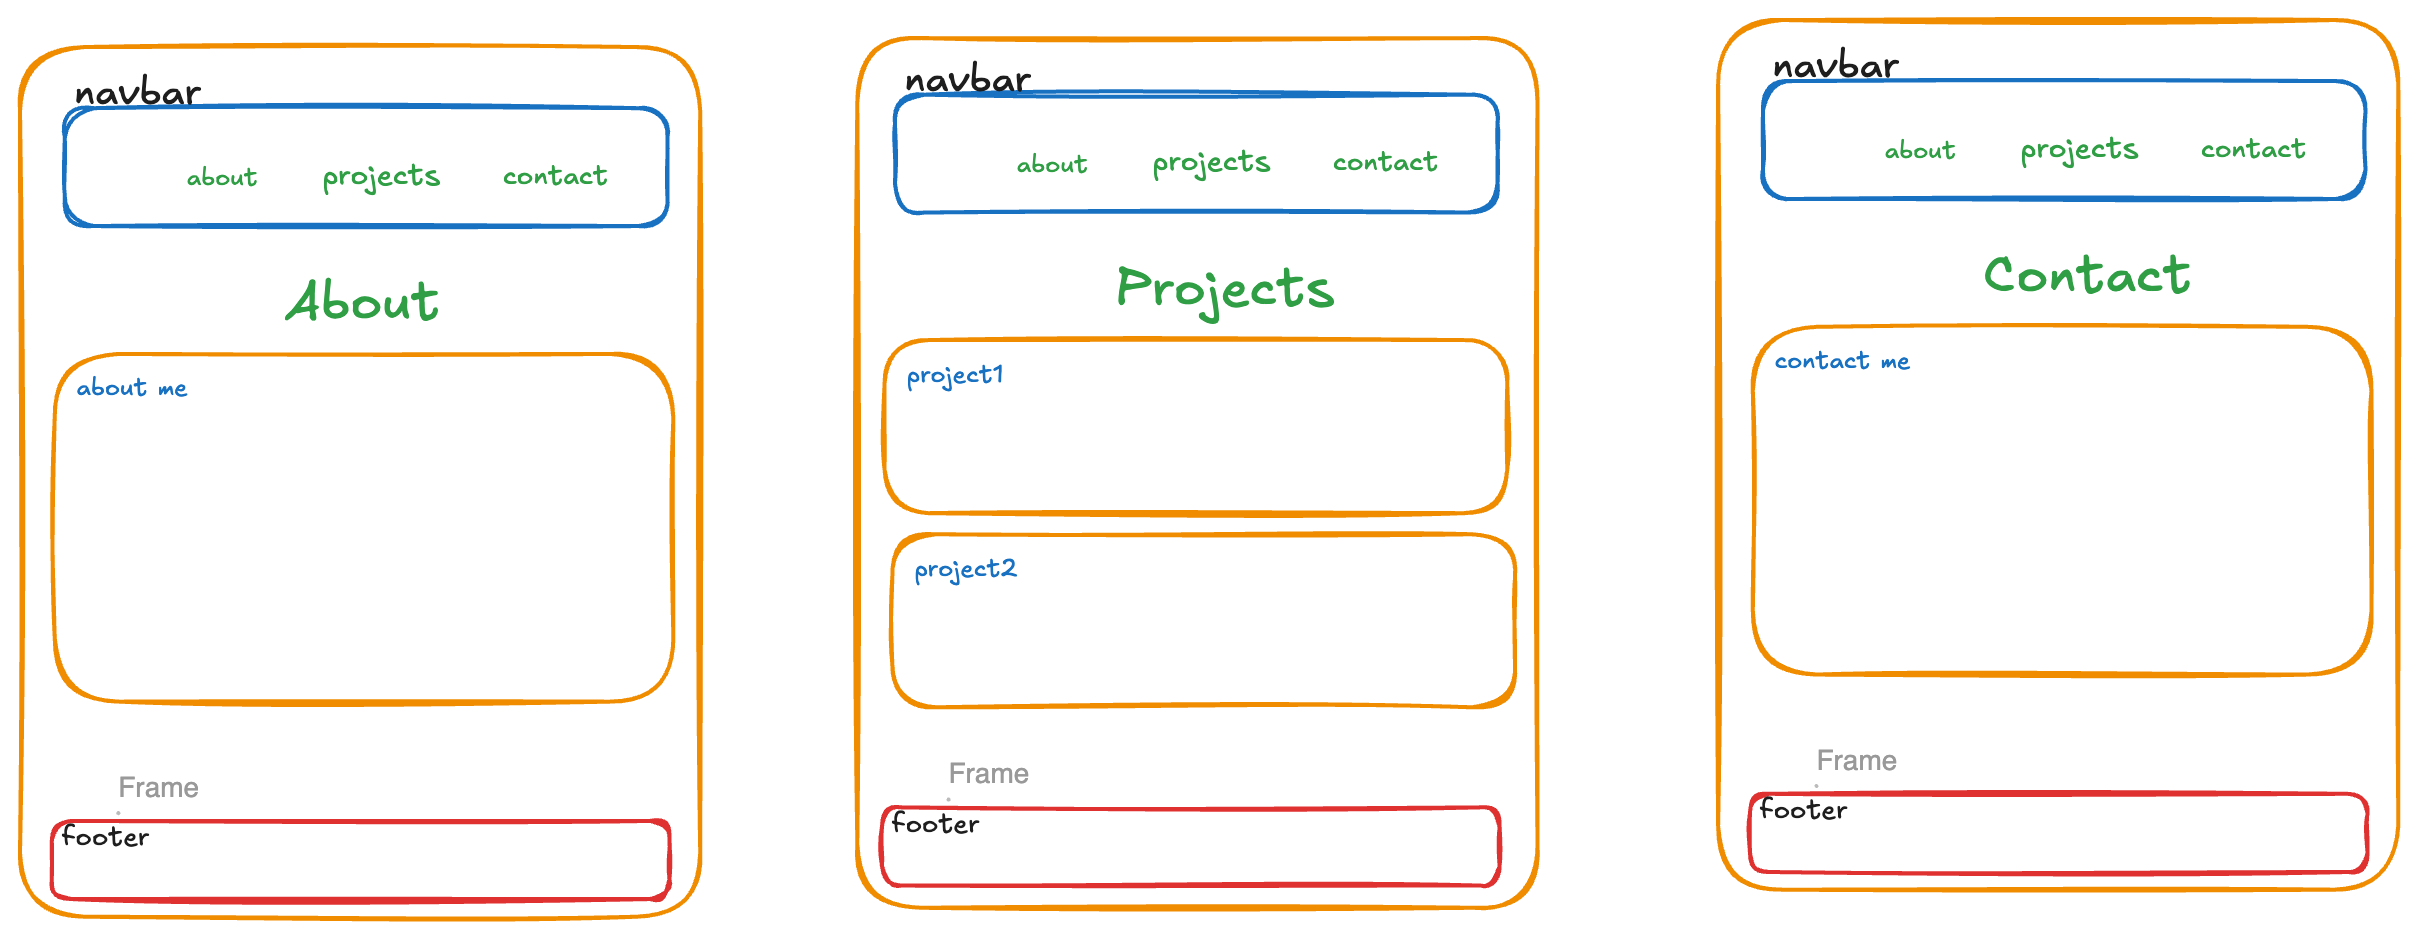 navbar
about projects contact
About
about me
Frame
footer
navbar
about projects contact
Projects
project1
project2
Frame
footer
navbar
about projects contact
Contact
contact me
Frame
footer